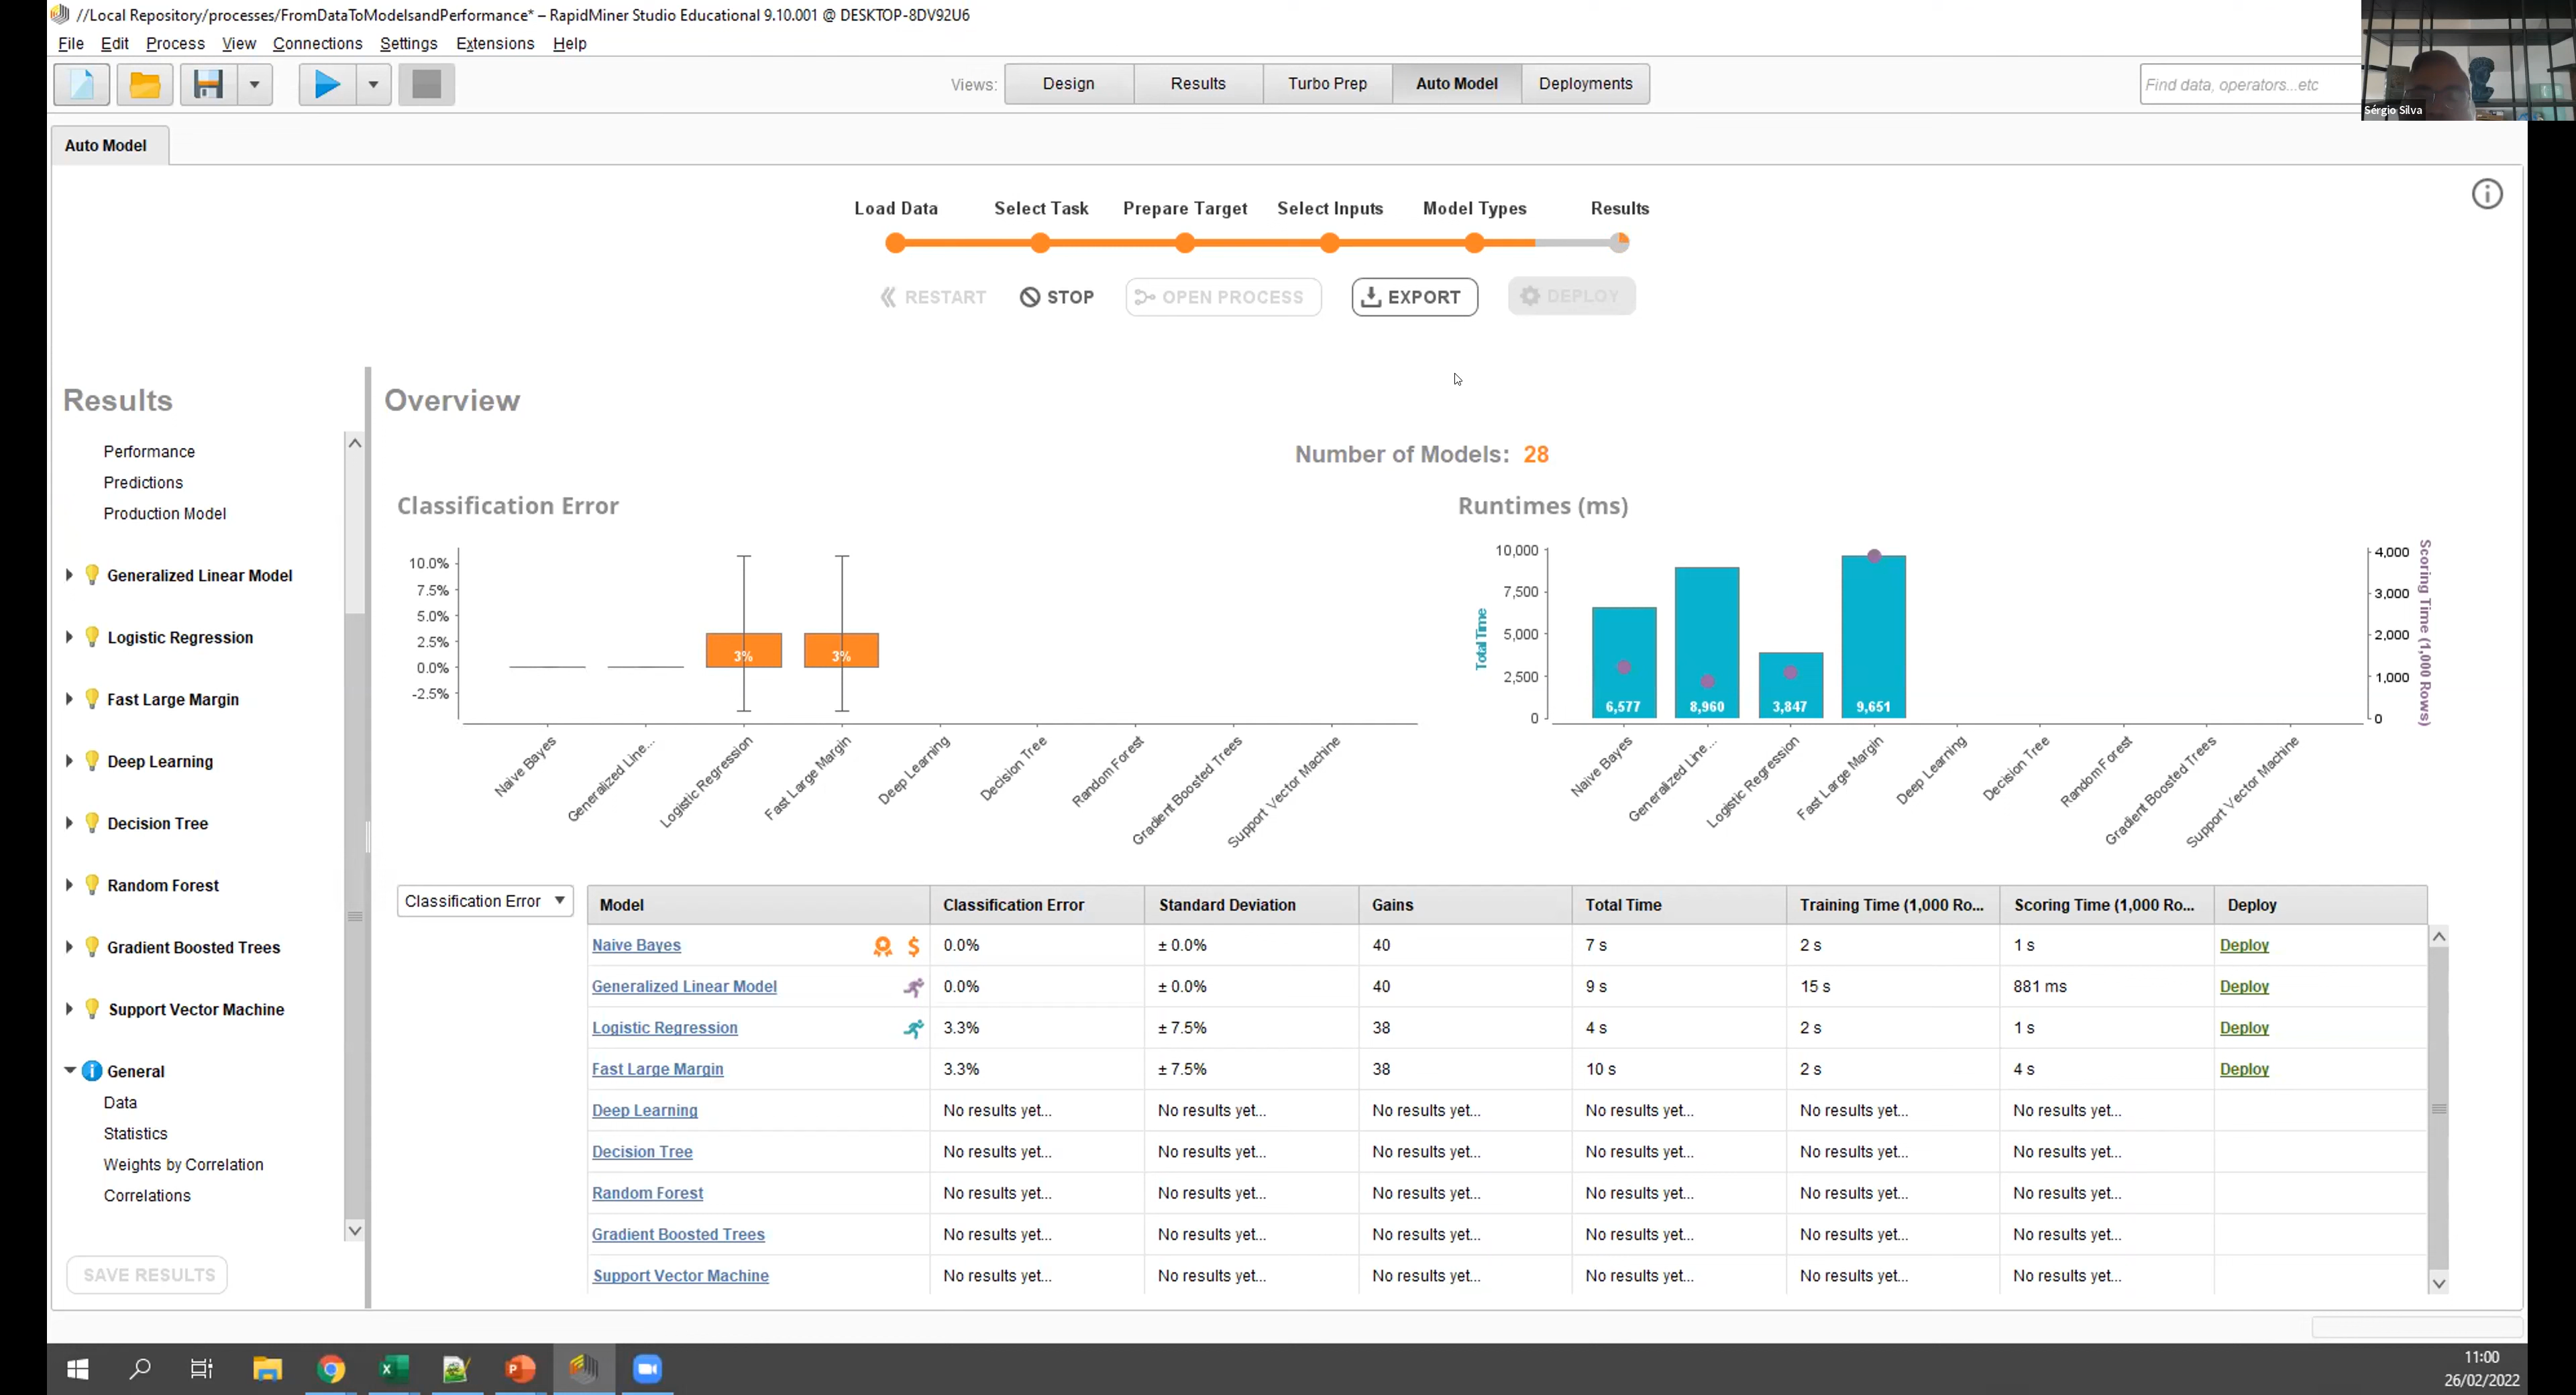 //Local Repository/processes/FromDataToModelsandPerformance* – RapidMiner Studio Educational 9.10.001 @ DESKTOP-8DV92U6
File Edit Process View Connections Settings Extensions Help
Views: Design Results Turbo Prep Auto Model Deployments
Find data, operators...etc
Sérgio Silva
Auto Model
Load Data Select Task Prepare Target Select Inputs Model Types Results
RESTART STOP OPEN PROCESS EXPORT DEPLOY
Results
Performance
Predictions
Production Model
Generalized Linear Model
Logistic Regression
Fast Large Margin
Deep Learning
Decision Tree
Random Forest
Gradient Boosted Trees
Support Vector Machine
General
Data
Statistics
Weights by Correlation
Correlations
SAVE RESULTS
Overview
Number of Models: 28
Classification Error
10.0%
7.5%
5.0%
2.5%
0.0%
-2.5%
3% 3%
Naive Bayes
Generalized Line...
Logistic Regression
Fast Large Margin
Deep Learning
Decision Tree
Random Forest
Gradient Boosted Trees
Support Vector Machine
Runtimes (ms)
Total Time
10,000
7,500
5,000
2,500
0
6,577 8,960 3,847 9,651
4,000
3,000
2,000
1,000
0
Scoring Time (1,000 Rows)
Naive Bayes
Generalized Line...
Logistic Regression
Fast Large Margin
Deep Learning
Decision Tree
Random Forest
Gradient Boosted Trees
Support Vector Machine
Classification Error
Model Classification Error Standard Deviation Gains Total Time Training Time (1,000 Ro... Scoring Time (1,000 Ro... Deploy
Naive Bayes $ 0.0% ± 0.0% 40 7 s 2 s 1 s Deploy
Generalized Linear Model 0.0% ± 0.0% 40 9 s 15 s 881 ms Deploy
Logistic Regression 3.3% ± 7.5% 38 4 s 2 s 1 s Deploy
Fast Large Margin 3.3% ± 7.5% 38 10 s 2 s 4 s Deploy
Deep Learning No results yet... No results yet... No results yet... No results yet... No results yet... No results yet...
Decision Tree No results yet... No results yet... No results yet... No results yet... No results yet... No results yet...
Random Forest No results yet... No results yet... No results yet... No results yet... No results yet... No results yet...
Gradient Boosted Trees No results yet... No results yet... No results yet... No results yet... No results yet... No results yet...
Support Vector Machine No results yet... No results yet... No results yet... No results yet... No results yet... No results yet...
11:00
26/02/2022